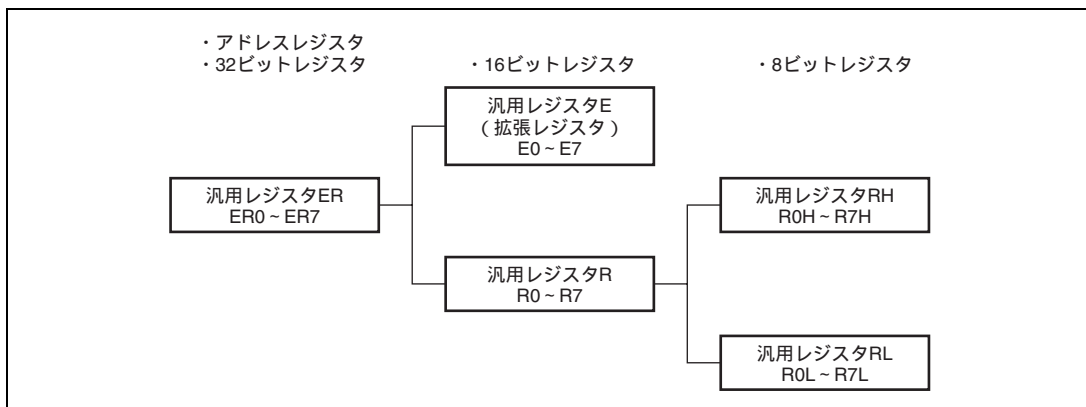 ・アドレスレジスタ
・32ビットレジスタ
・16ビットレジスタ
・8ビットレジスタ
汎用レジスタE
（拡張レジスタ）
E0～E7
汎用レジスタER
ER0～ER7
汎用レジスタRH
R0H～R7H
汎用レジスタR
R0～R7
汎用レジスタRL
R0L～R7L